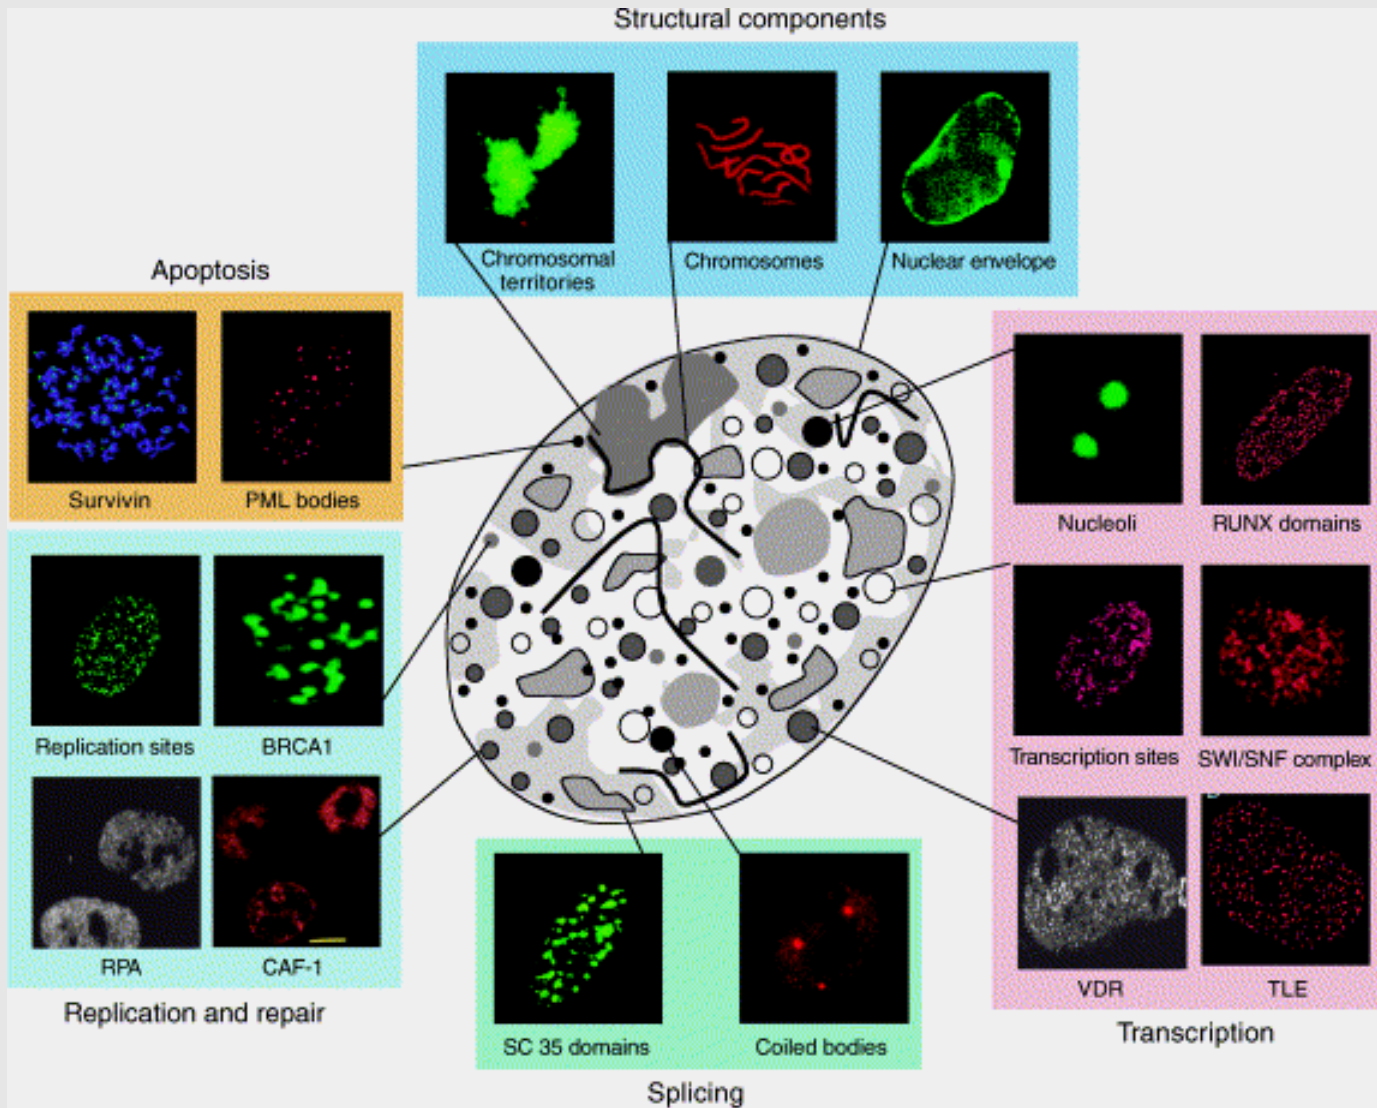 Structural components
Chromosomal
territories
Chromosomes
Nuclear envelope
Apoptosis
Survivin
PML bodies
Replication sites
BRCA1
RPA
CAF-1
Replication and repair
SC 35 domains
Coiled bodies
Splicing
Nucleoli
RUNX domains
Transcription sites
SWI/SNF complex
VDR
TLE
Transcription